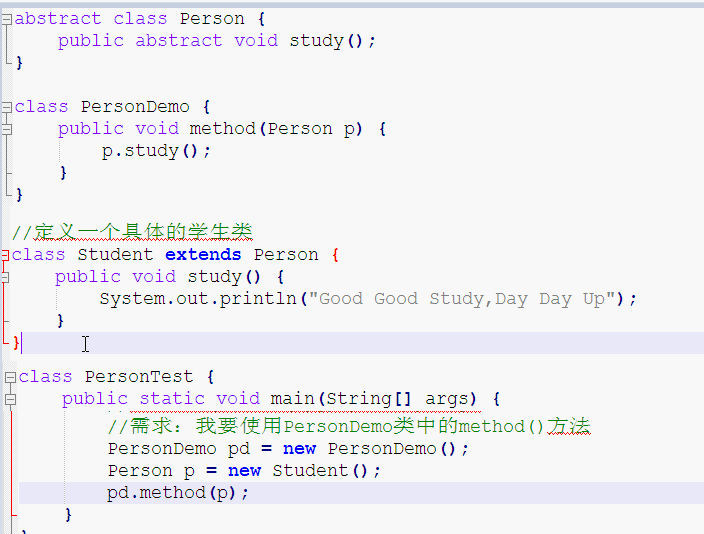 abstract class Person {
public abstract void study();
}
class PersonDemo {
public void method(Person p) {
p.study();
}
}
//定义一个具体的学生类
class Student extends Person {
public void study() {
System.out.println("Good Good Study,Day Day Up");
}
}
class PersonTest {
public static void main(String[] args) {
//需求：我要使用PersonDemo类中的method()方法
PersonDemo pd = new PersonDemo();
Person p = new Student();
pd.method(p);
}